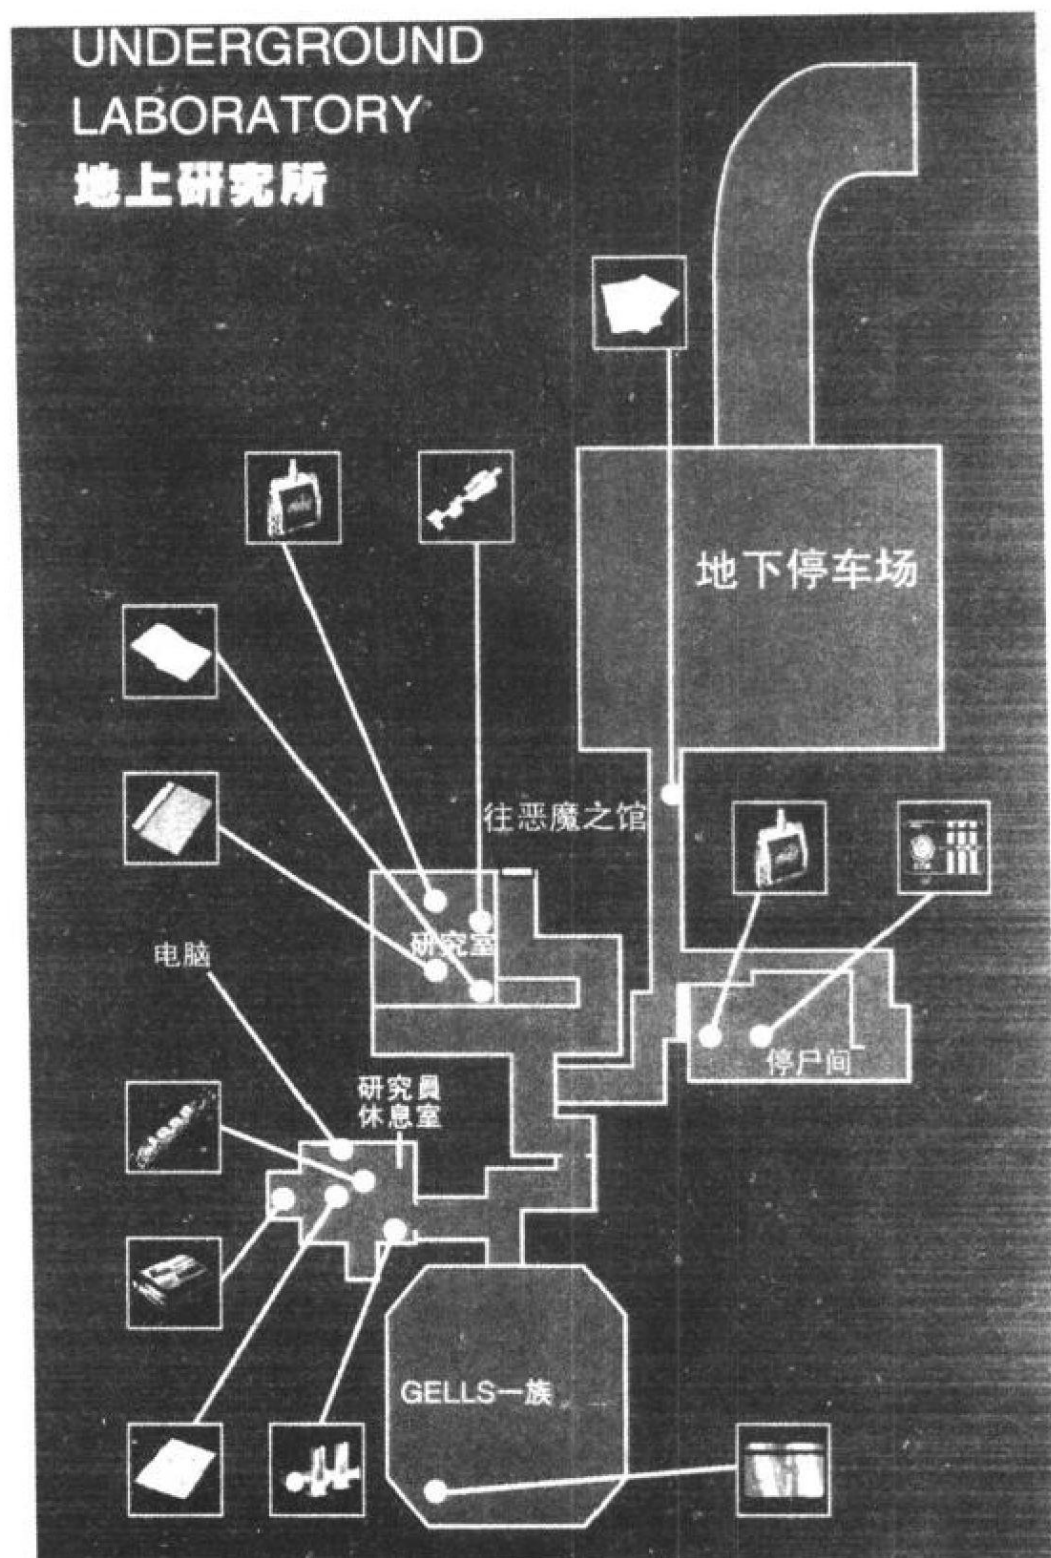 UNDERGROUND
LABORATORY
地上研究所
地下停车场
往恶魔之馆
研究室
电脑
停尸间
研究員
休息室
GELLS一族